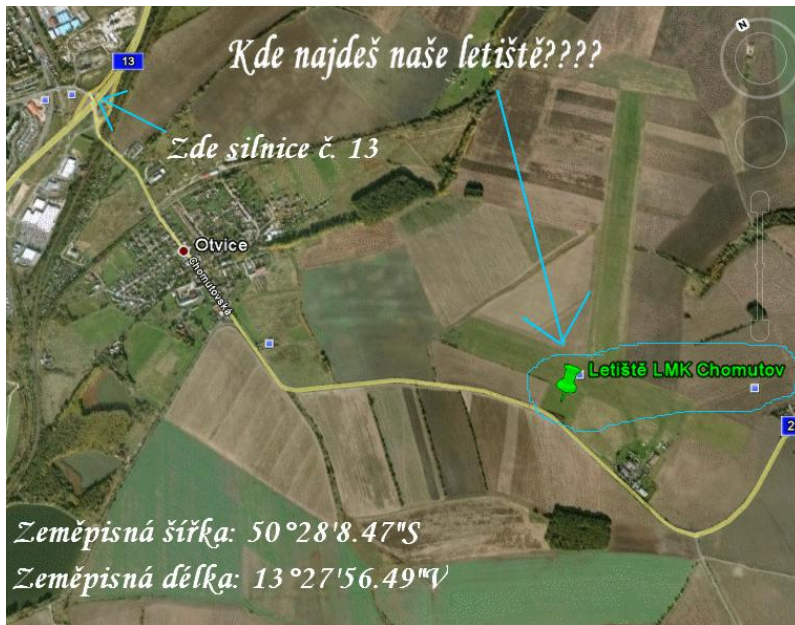 N
13
Kde najdeš naše letiště????
Zde silnice č. 13
Otvice
Chomutovská
Letiště LMK Chomutov
2
Zeměpisná šířka: 50°28'8.47"S
Zeměpisná délka: 13°27'56.49"V